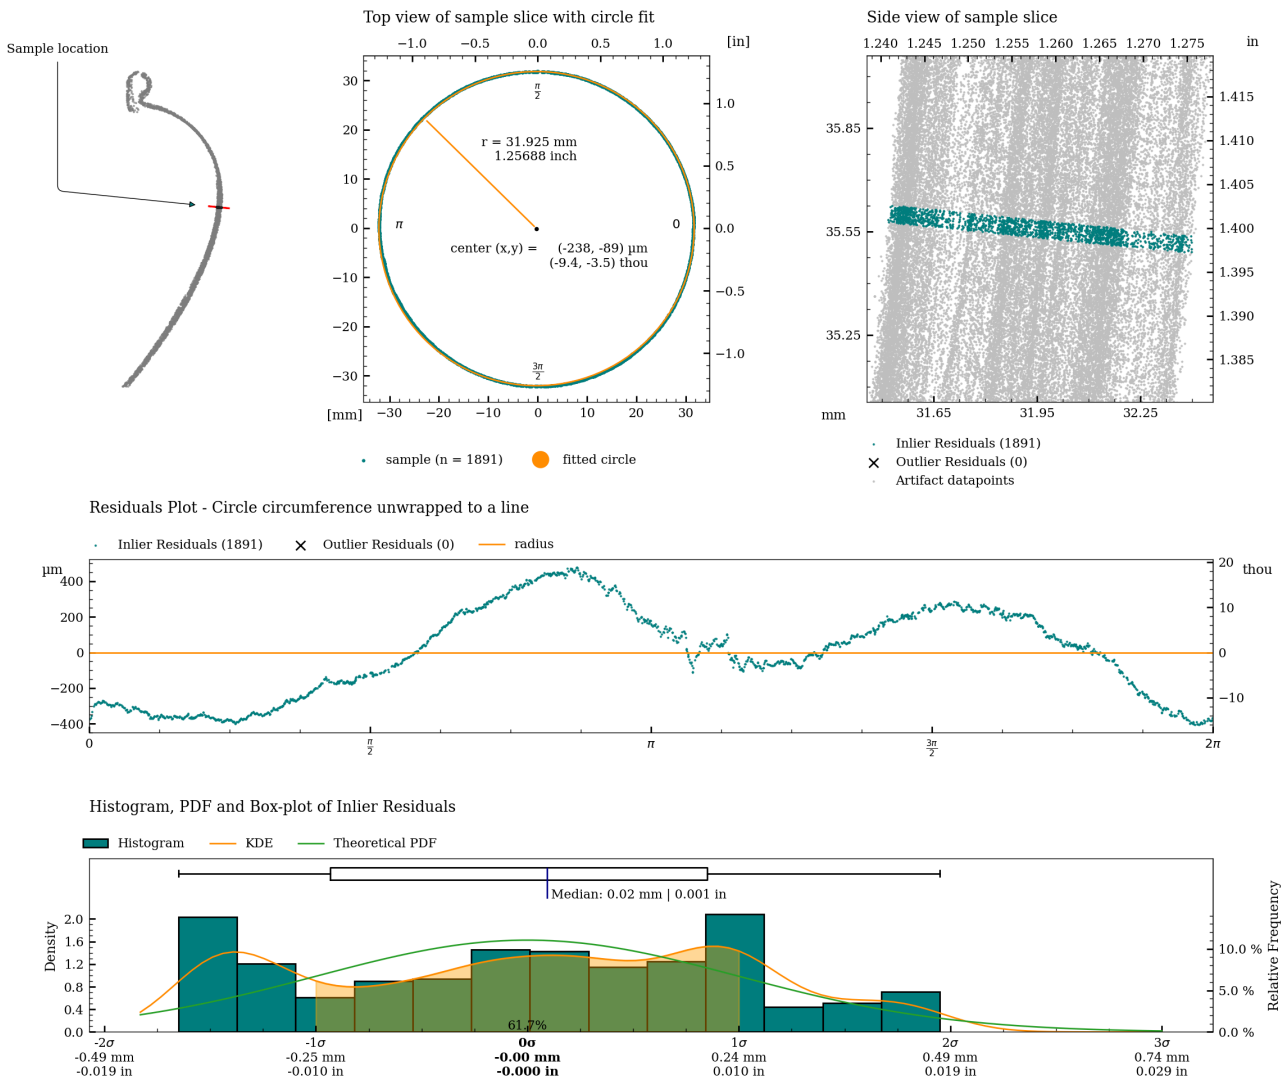 Sample location
Top view of sample slice with circle fit
−1.0 −0.5 0.0 0.5 1.0 [in]
30
20
10
0
−10
−20
−30
1.0
0.5
0.0
−0.5
−1.0
π/2
r = 31.925 mm
1.25688 inch
π
0
center (x,y) = (-238, -89) µm
(-9.4, -3.5) thou
3π/2
[mm] −30 −20 −10 0 10 20 30
sample (n = 1891) fitted circle
Side view of sample slice
1.240 1.245 1.250 1.255 1.260 1.265 1.270 1.275 in
35.85
35.55
35.25
1.415
1.410
1.405
1.400
1.395
1.390
1.385
mm 31.65 31.95 32.25
Inlier Residuals (1891)
Outlier Residuals (0)
Artifact datapoints
Residuals Plot - Circle circumference unwrapped to a line
Inlier Residuals (1891) Outlier Residuals (0) radius
µm
400
200
0
−200
−400
20 thou
10
0
−10
0 π/2 π 3π/2 2π
Histogram, PDF and Box-plot of Inlier Residuals
Histogram KDE Theoretical PDF
Median: 0.02 mm | 0.001 in
Density
2.0
1.6
1.2
0.8
0.4
0.0
61.7%
Relative Frequency
10.0 %
5.0 %
0.0 %
-2σ -1σ 0σ 1σ 2σ 3σ
-0.49 mm -0.25 mm -0.00 mm 0.24 mm 0.49 mm 0.74 mm
-0.019 in -0.010 in -0.000 in 0.010 in 0.019 in 0.029 in